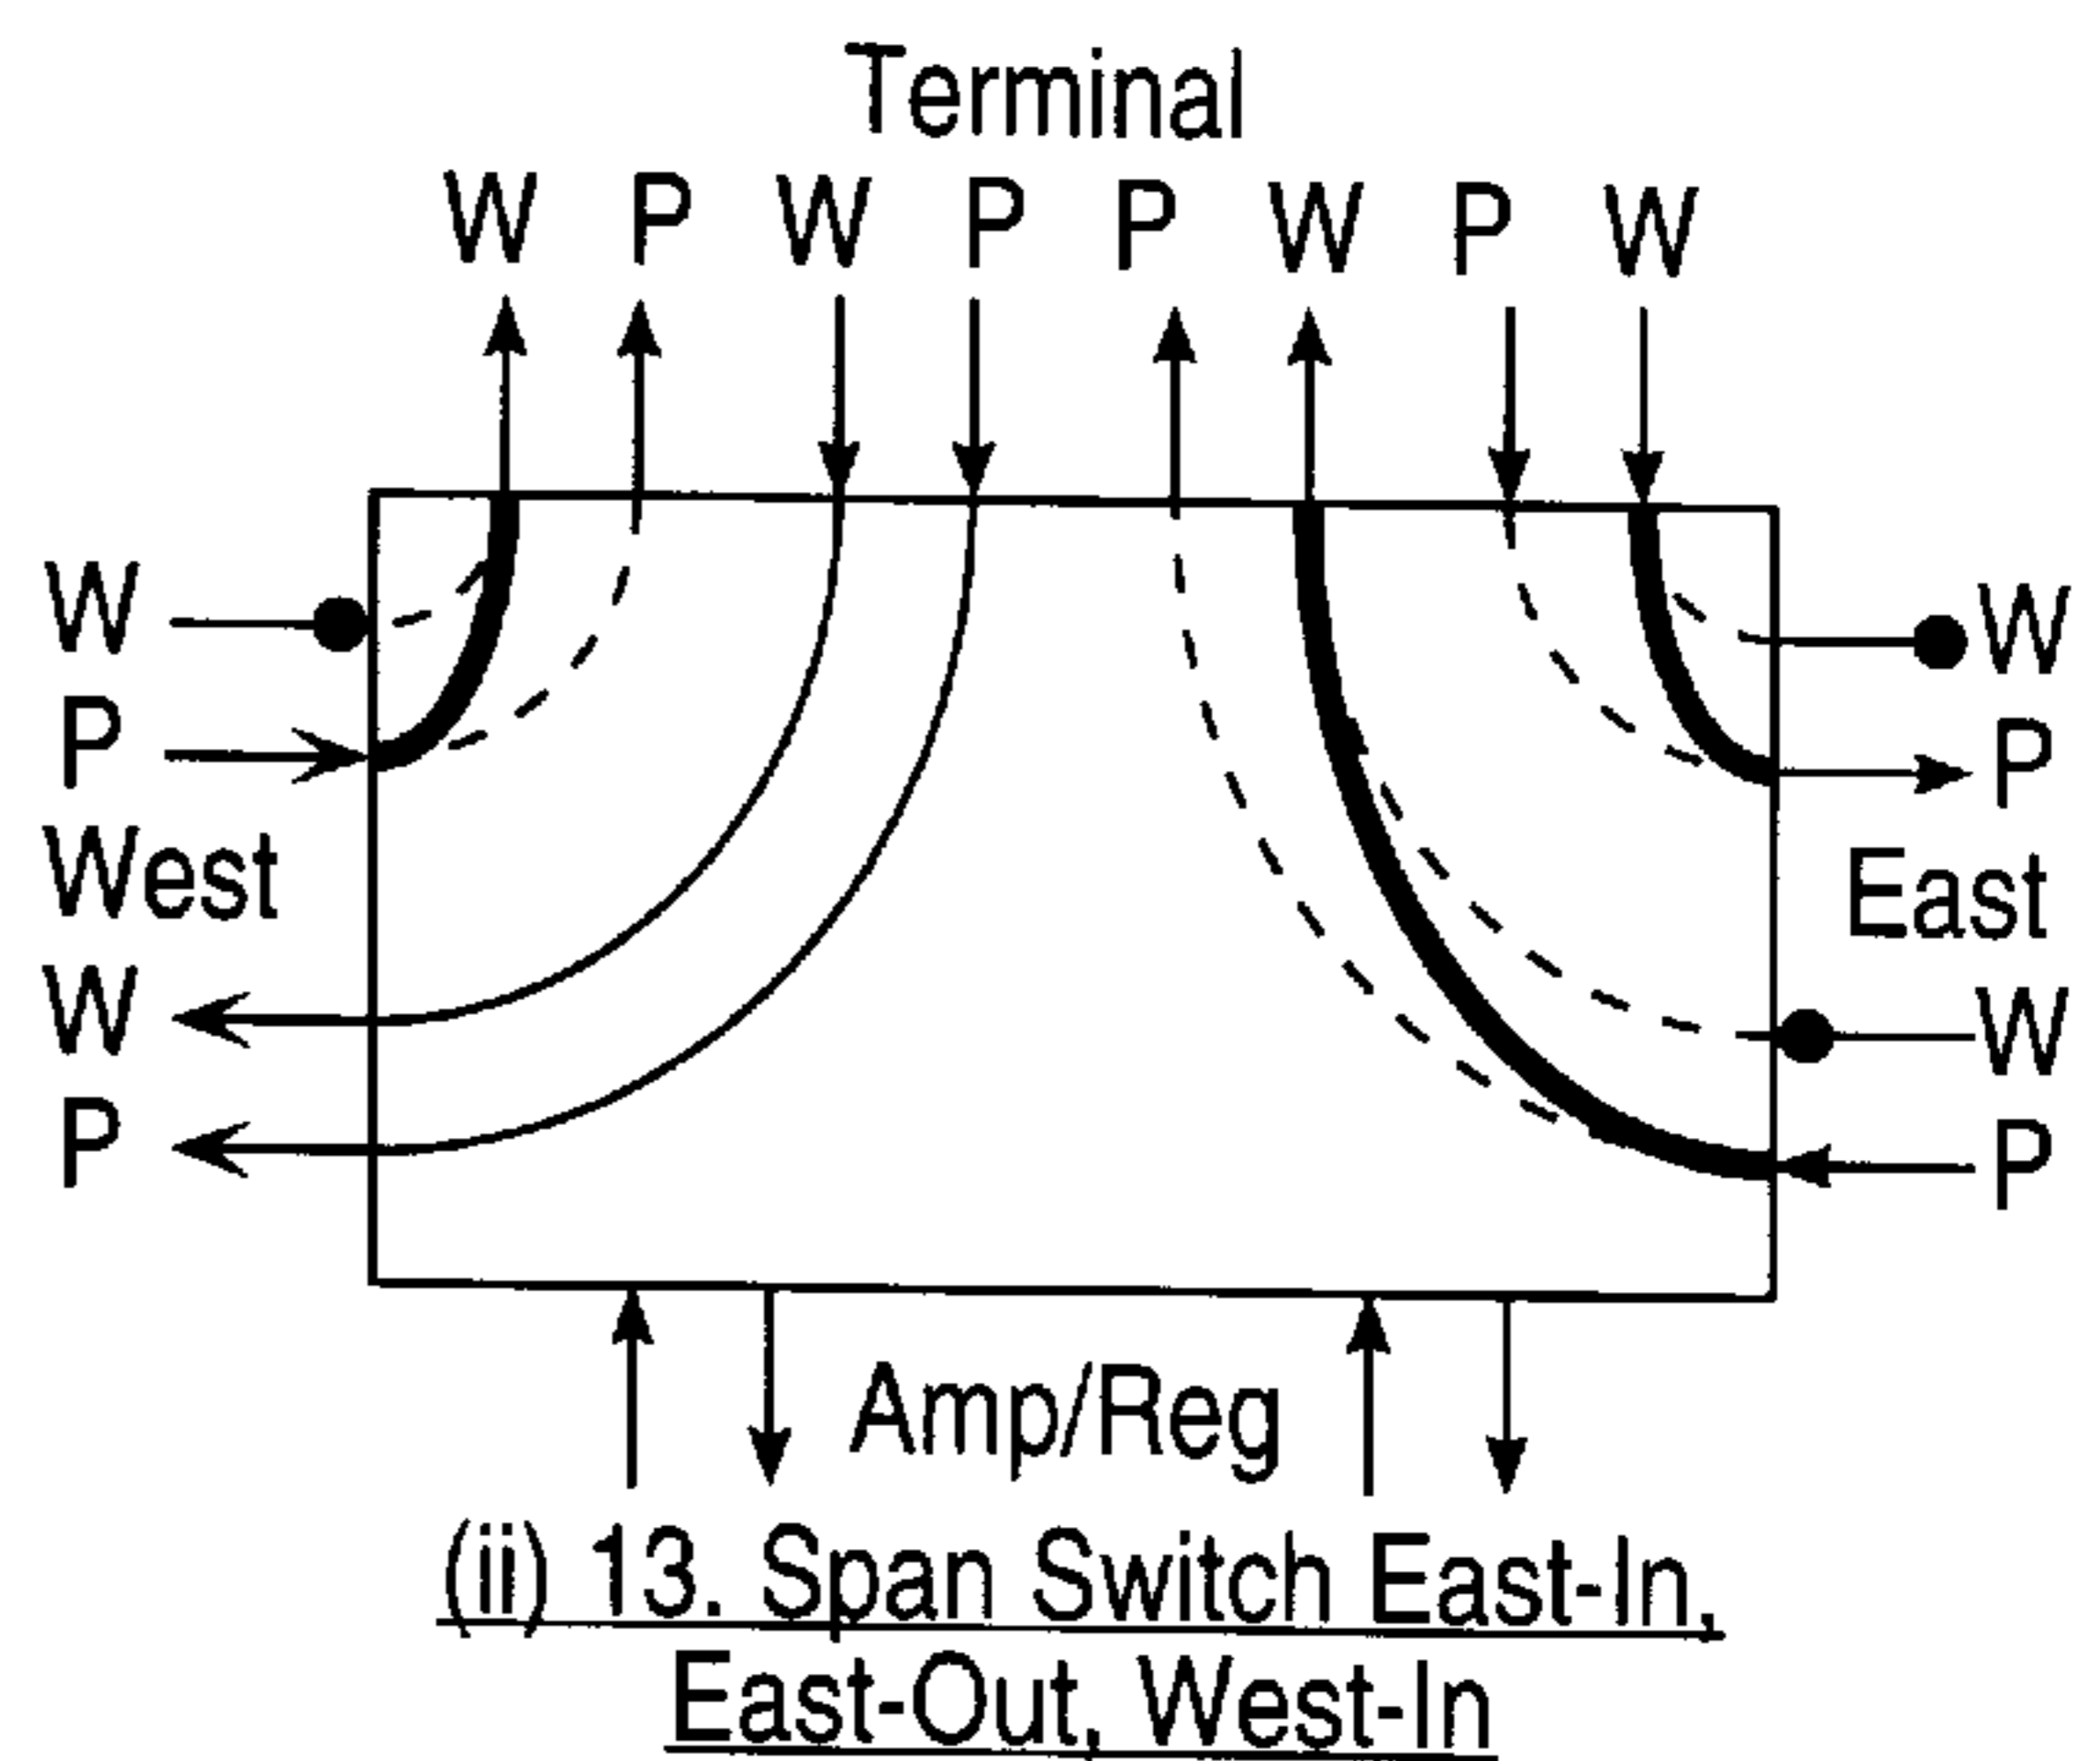 Terminal
W P W P P W P W
W W
P P
West East
W W
P P
Amp/Reg
(ii) 13. Span Switch East-In,
East-Out, West-In